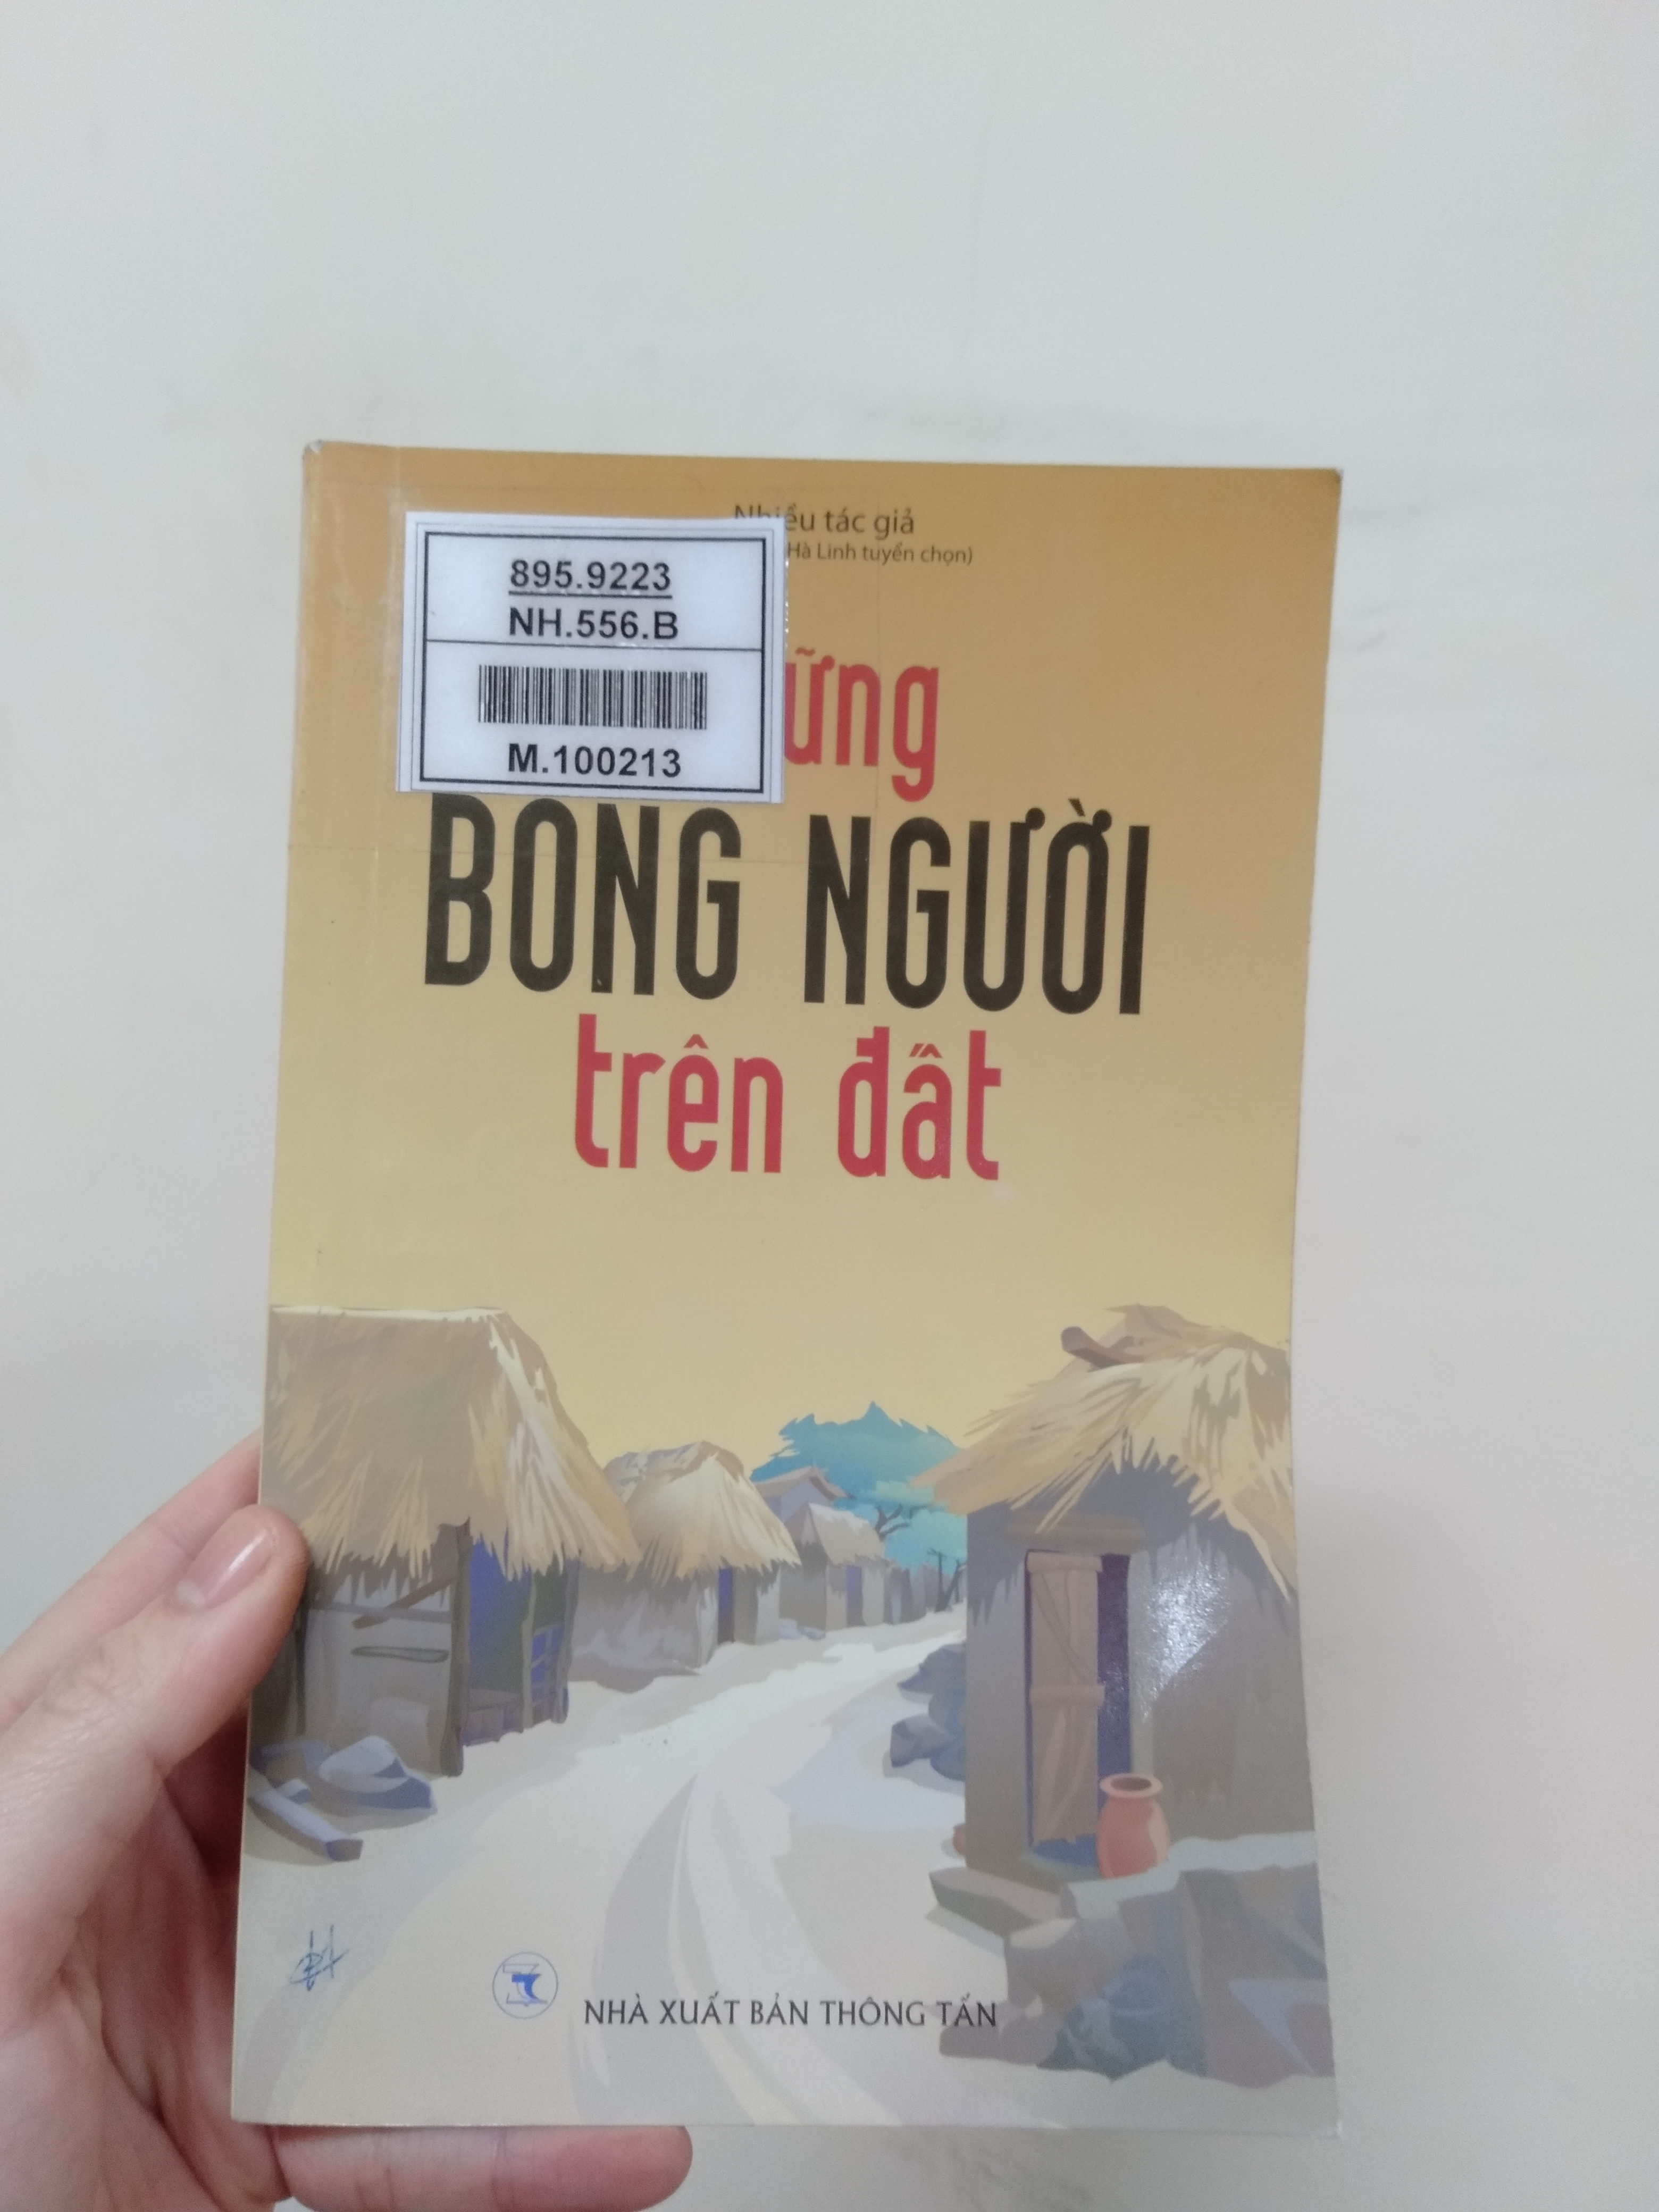 Nhiều tác giả
Hà Linh tuyển chọn)
895.9223
NH.556.B
M.100213
ững
BONG NGƯỜI
trên đất
NHÀ XUẤT BẢN THÔNG TẤN